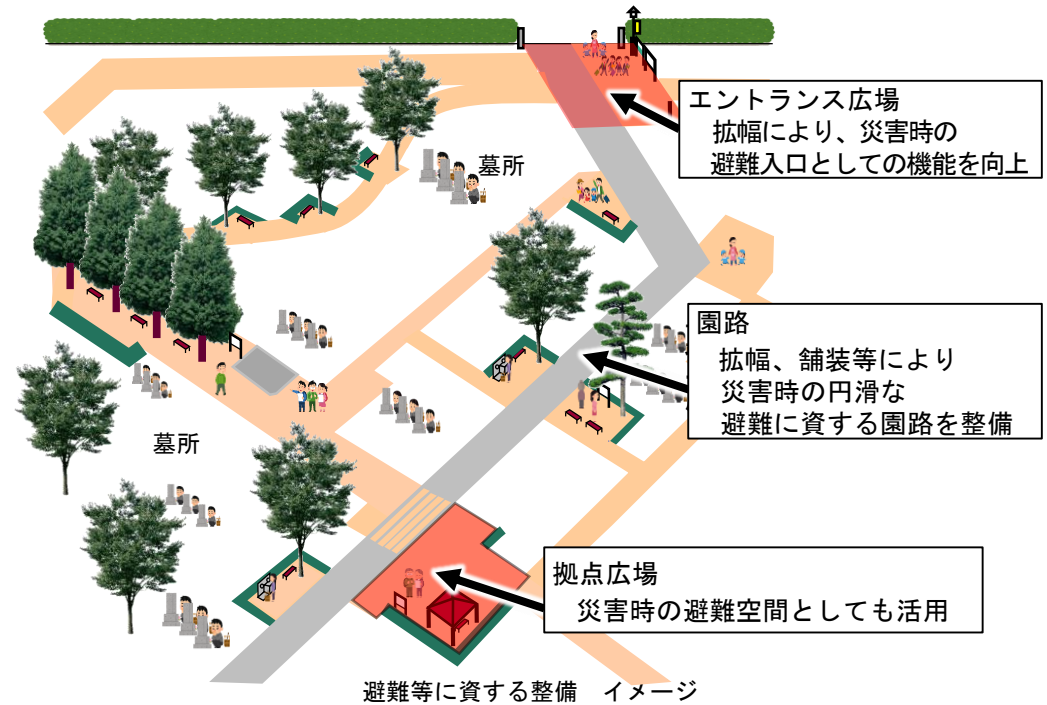 エントランス広場
拡幅により、災害時の
避難入口としての機能を向上
墓所
園路
拡幅、舗装等により
災害時の円滑な
避難に資する園路を整備
墓所
拠点広場
災害時の避難空間としても活用
避難等に資する整備　イメージ